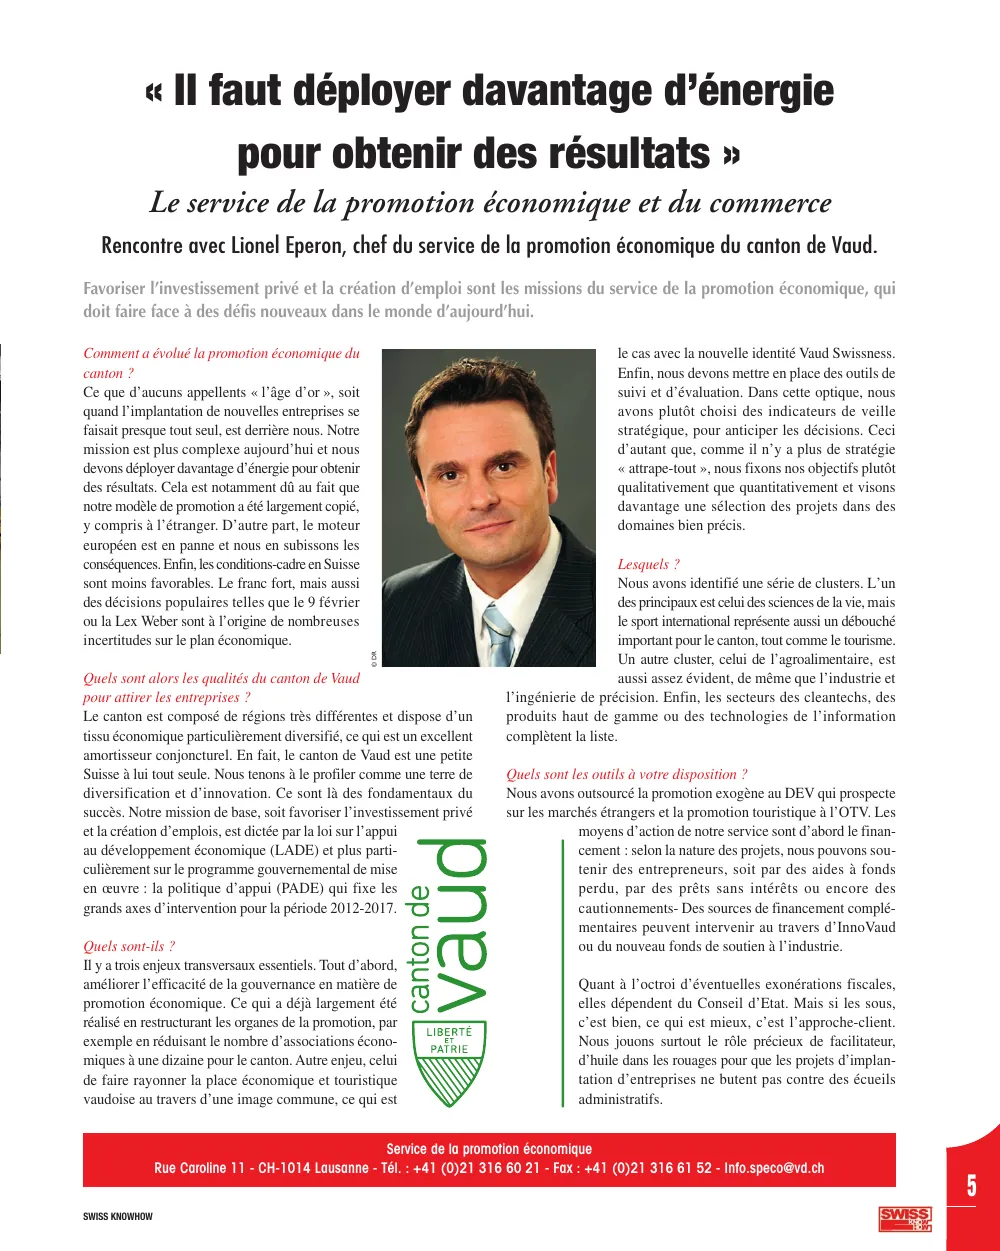 « Il faut déployer davantage d’énergie
pour obtenir des résultats »
Le service de la promotion économique et du commerce
Rencontre avec Lionel Eperon, chef du service de la promotion économique du canton de Vaud.
Favoriser l’investissement privé et la création d’emploi sont les missions du service de la promotion économique, qui
doit faire face à des défis nouveaux dans le monde d’aujourd’hui.
Comment a évolué la promotion économique du
canton ?
Ce que d’aucuns appellents « l’âge d’or », soit
quand l’implantation de nouvelles entreprises se
faisait presque tout seul, est derrière nous. Notre
mission est plus complexe aujourd’hui et nous
devons déployer davantage d’énergie pour obtenir
des résultats. Cela est notamment dû au fait que
notre modèle de promotion a été largement copié,
y compris à l’étranger. D’autre part, le moteur
européen est en panne et nous en subissons les
conséquences. Enfin, les conditions-cadre en Suisse
sont moins favorables. Le franc fort, mais aussi
des décisions populaires telles que le 9 février
ou la Lex Weber sont à l’origine de nombreuses
incertitudes sur le plan économique.
Quels sont alors les qualités du canton de Vaud
pour attirer les entreprises ?
Le canton est composé de régions très différentes et dispose d’un
tissu économique particulièrement diversifié, ce qui est un excellent
amortisseur conjoncturel. En fait, le canton de Vaud est une petite
Suisse à lui tout seule. Nous tenons à le profiler comme une terre de
diversification et d’innovation. Ce sont là des fondamentaux du
succès. Notre mission de base, soit favoriser l’investissement privé
et la création d’emplois, est dictée par la loi sur l’appui
au développement économique (LADE) et plus parti-
culièrement sur le programme gouvernemental de mise
en œuvre : la politique d’appui (PADE) qui fixe les
grands axes d’intervention pour la période 2012-2017.
Quels sont-ils ?
Il y a trois enjeux transversaux essentiels. Tout d’abord,
améliorer l’efficacité de la gouvernance en matière de
promotion économique. Ce qui a déjà largement été
réalisé en restructurant les organes de la promotion, par
exemple en réduisant le nombre d’associations écono-
miques à une dizaine pour le canton. Autre enjeu, celui
de faire rayonner la place économique et touristique
vaudoise au travers d’une image commune, ce qui est
© DR
canton de
vaud
LIBERTÉ
ET
PATRIE
le cas avec la nouvelle identité Vaud Swissness.
Enfin, nous devons mettre en place des outils de
suivi et d’évaluation. Dans cette optique, nous
avons plutôt choisi des indicateurs de veille
stratégique, pour anticiper les décisions. Ceci
d’autant que, comme il n’y a plus de stratégie
« attrape-tout », nous fixons nos objectifs plutôt
qualitativement que quantitativement et visons
davantage une sélection des projets dans des
domaines bien précis.
Lesquels ?
Nous avons identifié une série de clusters. L’un
des principaux est celui des sciences de la vie, mais
le sport international représente aussi un débouché
important pour le canton, tout comme le tourisme.
Un autre cluster, celui de l’agroalimentaire, est
aussi assez évident, de même que l’industrie et
l’ingénierie de précision. Enfin, les secteurs des cleantechs, des
produits haut de gamme ou des technologies de l’information
complètent la liste.
Quels sont les outils à votre disposition ?
Nous avons outsourcé la promotion exogène au DEV qui prospecte
sur les marchés étrangers et la promotion touristique à l’OTV. Les
moyens d’action de notre service sont d’abord le finan-
cement : selon la nature des projets, nous pouvons sou-
tenir des entrepreneurs, soit par des aides à fonds
perdu, par des prêts sans intérêts ou encore des
cautionnements- Des sources de financement complé-
mentaires peuvent intervenir au travers d’InnoVaud
ou du nouveau fonds de soutien à l’industrie.
Quant à l’octroi d’éventuelles exonérations fiscales,
elles dépendent du Conseil d’Etat. Mais si les sous,
c’est bien, ce qui est mieux, c’est l’approche-client.
Nous jouons surtout le rôle précieux de facilitateur,
d’huile dans les rouages pour que les projets d’implan-
tation d’entreprises ne butent pas contre des écueils
administratifs.
Service de la promotion économique
Rue Caroline 11 - CH-1014 Lausanne - Tél. : +41 (0)21 316 60 21 - Fax : +41 (0)21 316 61 52 - Info.speco@vd.ch
5
SWISS KNOWHOW
SWISS
KNOW
HOW